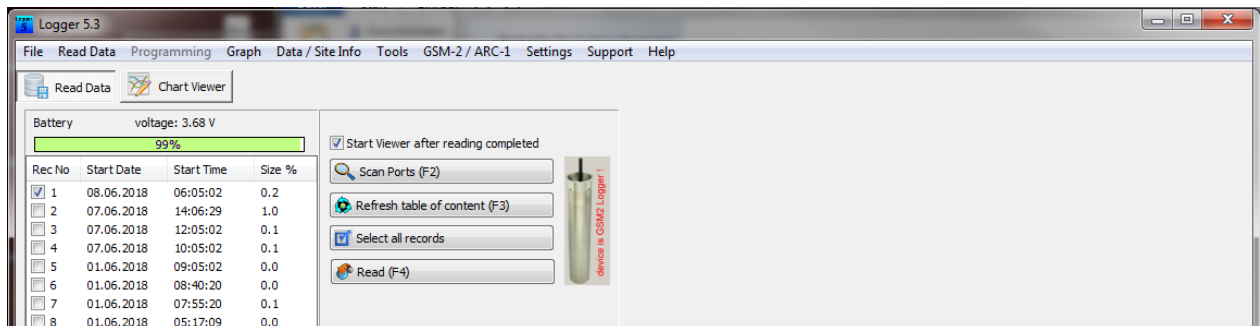 Logger 5.3
File Read Data Programming Graph Data / Site Info Tools GSM-2 / ARC-1 Settings Support Help
Read Data Chart Viewer
Battery voltage: 3.68 V
99%
Rec No Start Date Start Time Size %
1 08.06.2018 06:05:02 0.2
2 07.06.2018 14:06:29 1.0
3 07.06.2018 12:05:02 0.1
4 07.06.2018 10:05:02 0.1
5 01.06.2018 09:05:02 0.0
6 01.06.2018 08:40:20 0.0
7 01.06.2018 07:55:20 0.1
8 01.06.2018 05:17:09 0.0
Start Viewer after reading completed
Scan Ports (F2)
Refresh table of content (F3)
Select all records
Read (F4)
device is GSM2 Logger !